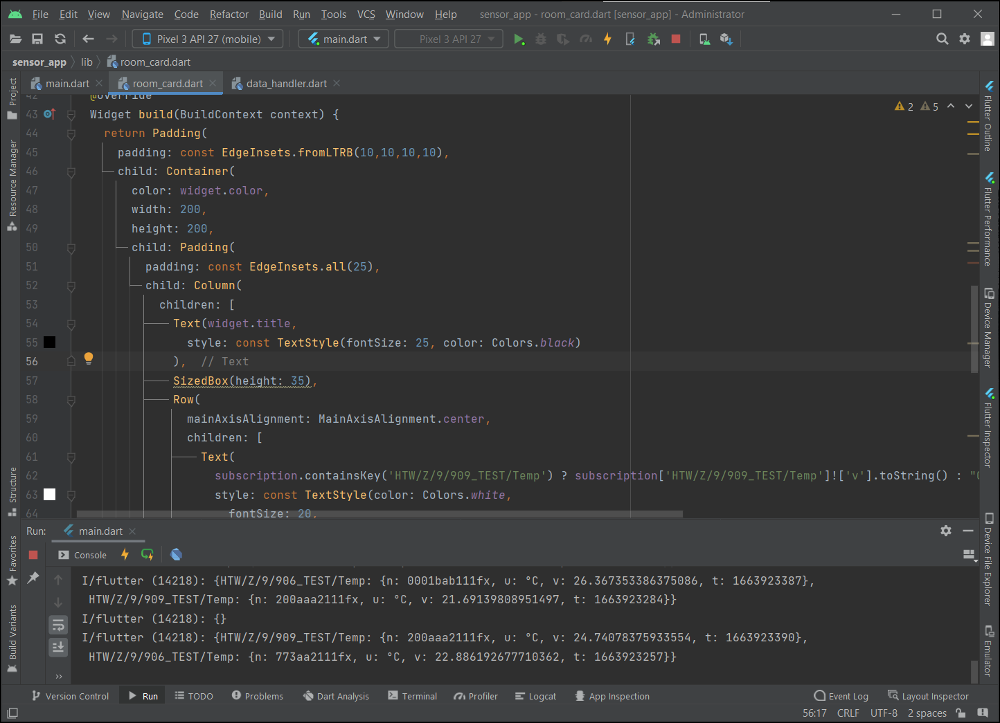 File Edit View Navigate Code Refactor Build Run Tools VCS Window Help sensor_app - room_card.dart [sensor_app] - Administrator
Pixel 3 API 27 (mobile) main.dart Pixel 3 API 27
sensor_app lib room_card.dart
main.dart room_card.dart data_handler.dart
Project
Resource Manager
Structure
Favorites
Build Variants
42 @override
43 Widget build(BuildContext context) {
2 5
44 return Padding(
45 padding: const EdgeInsets.fromLTRB(10,10,10,10),
46 child: Container(
47 color: widget.color,
48 width: 200,
49 height: 200,
50 child: Padding(
51 padding: const EdgeInsets.all(25),
52 child: Column(
53 children: [
54 Text(widget.title,
55 style: const TextStyle(fontSize: 25, color: Colors.black)
56 ), // Text
57 SizedBox(height: 35),
58 Row(
59 mainAxisAlignment: MainAxisAlignment.center,
60 children: [
61 Text(
62 subscription.containsKey('HTW/Z/9/909_TEST/Temp') ? subscription['HTW/Z/9/909_TEST/Temp']!['v'].toString() : "
63 style: const TextStyle(color: Colors.white,
64 fontSize: 20,
Flutter Outline
Flutter Performance
Device Manager
Flutter Inspector
Device File Explorer
Emulator
Run: main.dart
Console
I/flutter (14218): {HTW/Z/9/906_TEST/Temp: {n: 0001bab111fx, u: °C, v: 26.367353386375086, t: 1663923387},
HTW/Z/9/909_TEST/Temp: {n: 200aaa2111fx, u: °C, v: 21.69139808951497, t: 1663923284}}
I/flutter (14218): {}
I/flutter (14218): {HTW/Z/9/909_TEST/Temp: {n: 200aaa2111fx, u: °C, v: 24.74078375933554, t: 1663923390},
HTW/Z/9/906_TEST/Temp: {n: 773aa2111fx, u: °C, v: 22.886192677710362, t: 1663923257}}
Version Control Run TODO Problems Dart Analysis Terminal Profiler Logcat App Inspection Event Log Layout Inspector
56:17 CRLF UTF-8 2 spaces